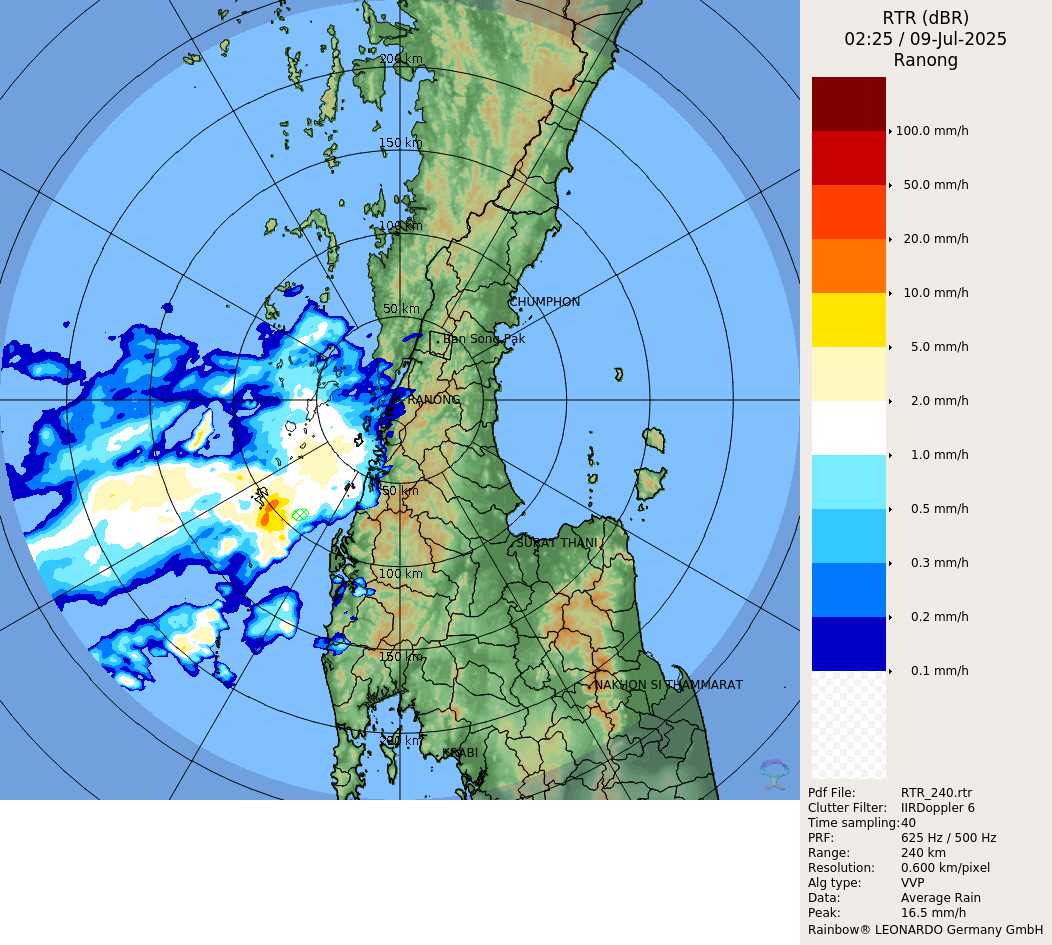 RTR (dBR)
02:25 / 09-Jul-2025
Ranong
200 km
150 km
100 km
50 km
CHUMPHON
Ban Song Pak
RANONG
50 km
SURAT THANI
100 km
150 km
NAKHON SI THAMMARAT
200 km
KRABI
100.0 mm/h
50.0 mm/h
20.0 mm/h
10.0 mm/h
5.0 mm/h
2.0 mm/h
1.0 mm/h
0.5 mm/h
0.3 mm/h
0.2 mm/h
0.1 mm/h
Pdf File: RTR_240.rtr
Clutter Filter: IIRDoppler 6
Time sampling:40
PRF: 625 Hz / 500 Hz
Range: 240 km
Resolution: 0.600 km/pixel
Alg type: VVP
Data: Average Rain
Peak: 16.5 mm/h
Rainbow® LEONARDO Germany GmbH